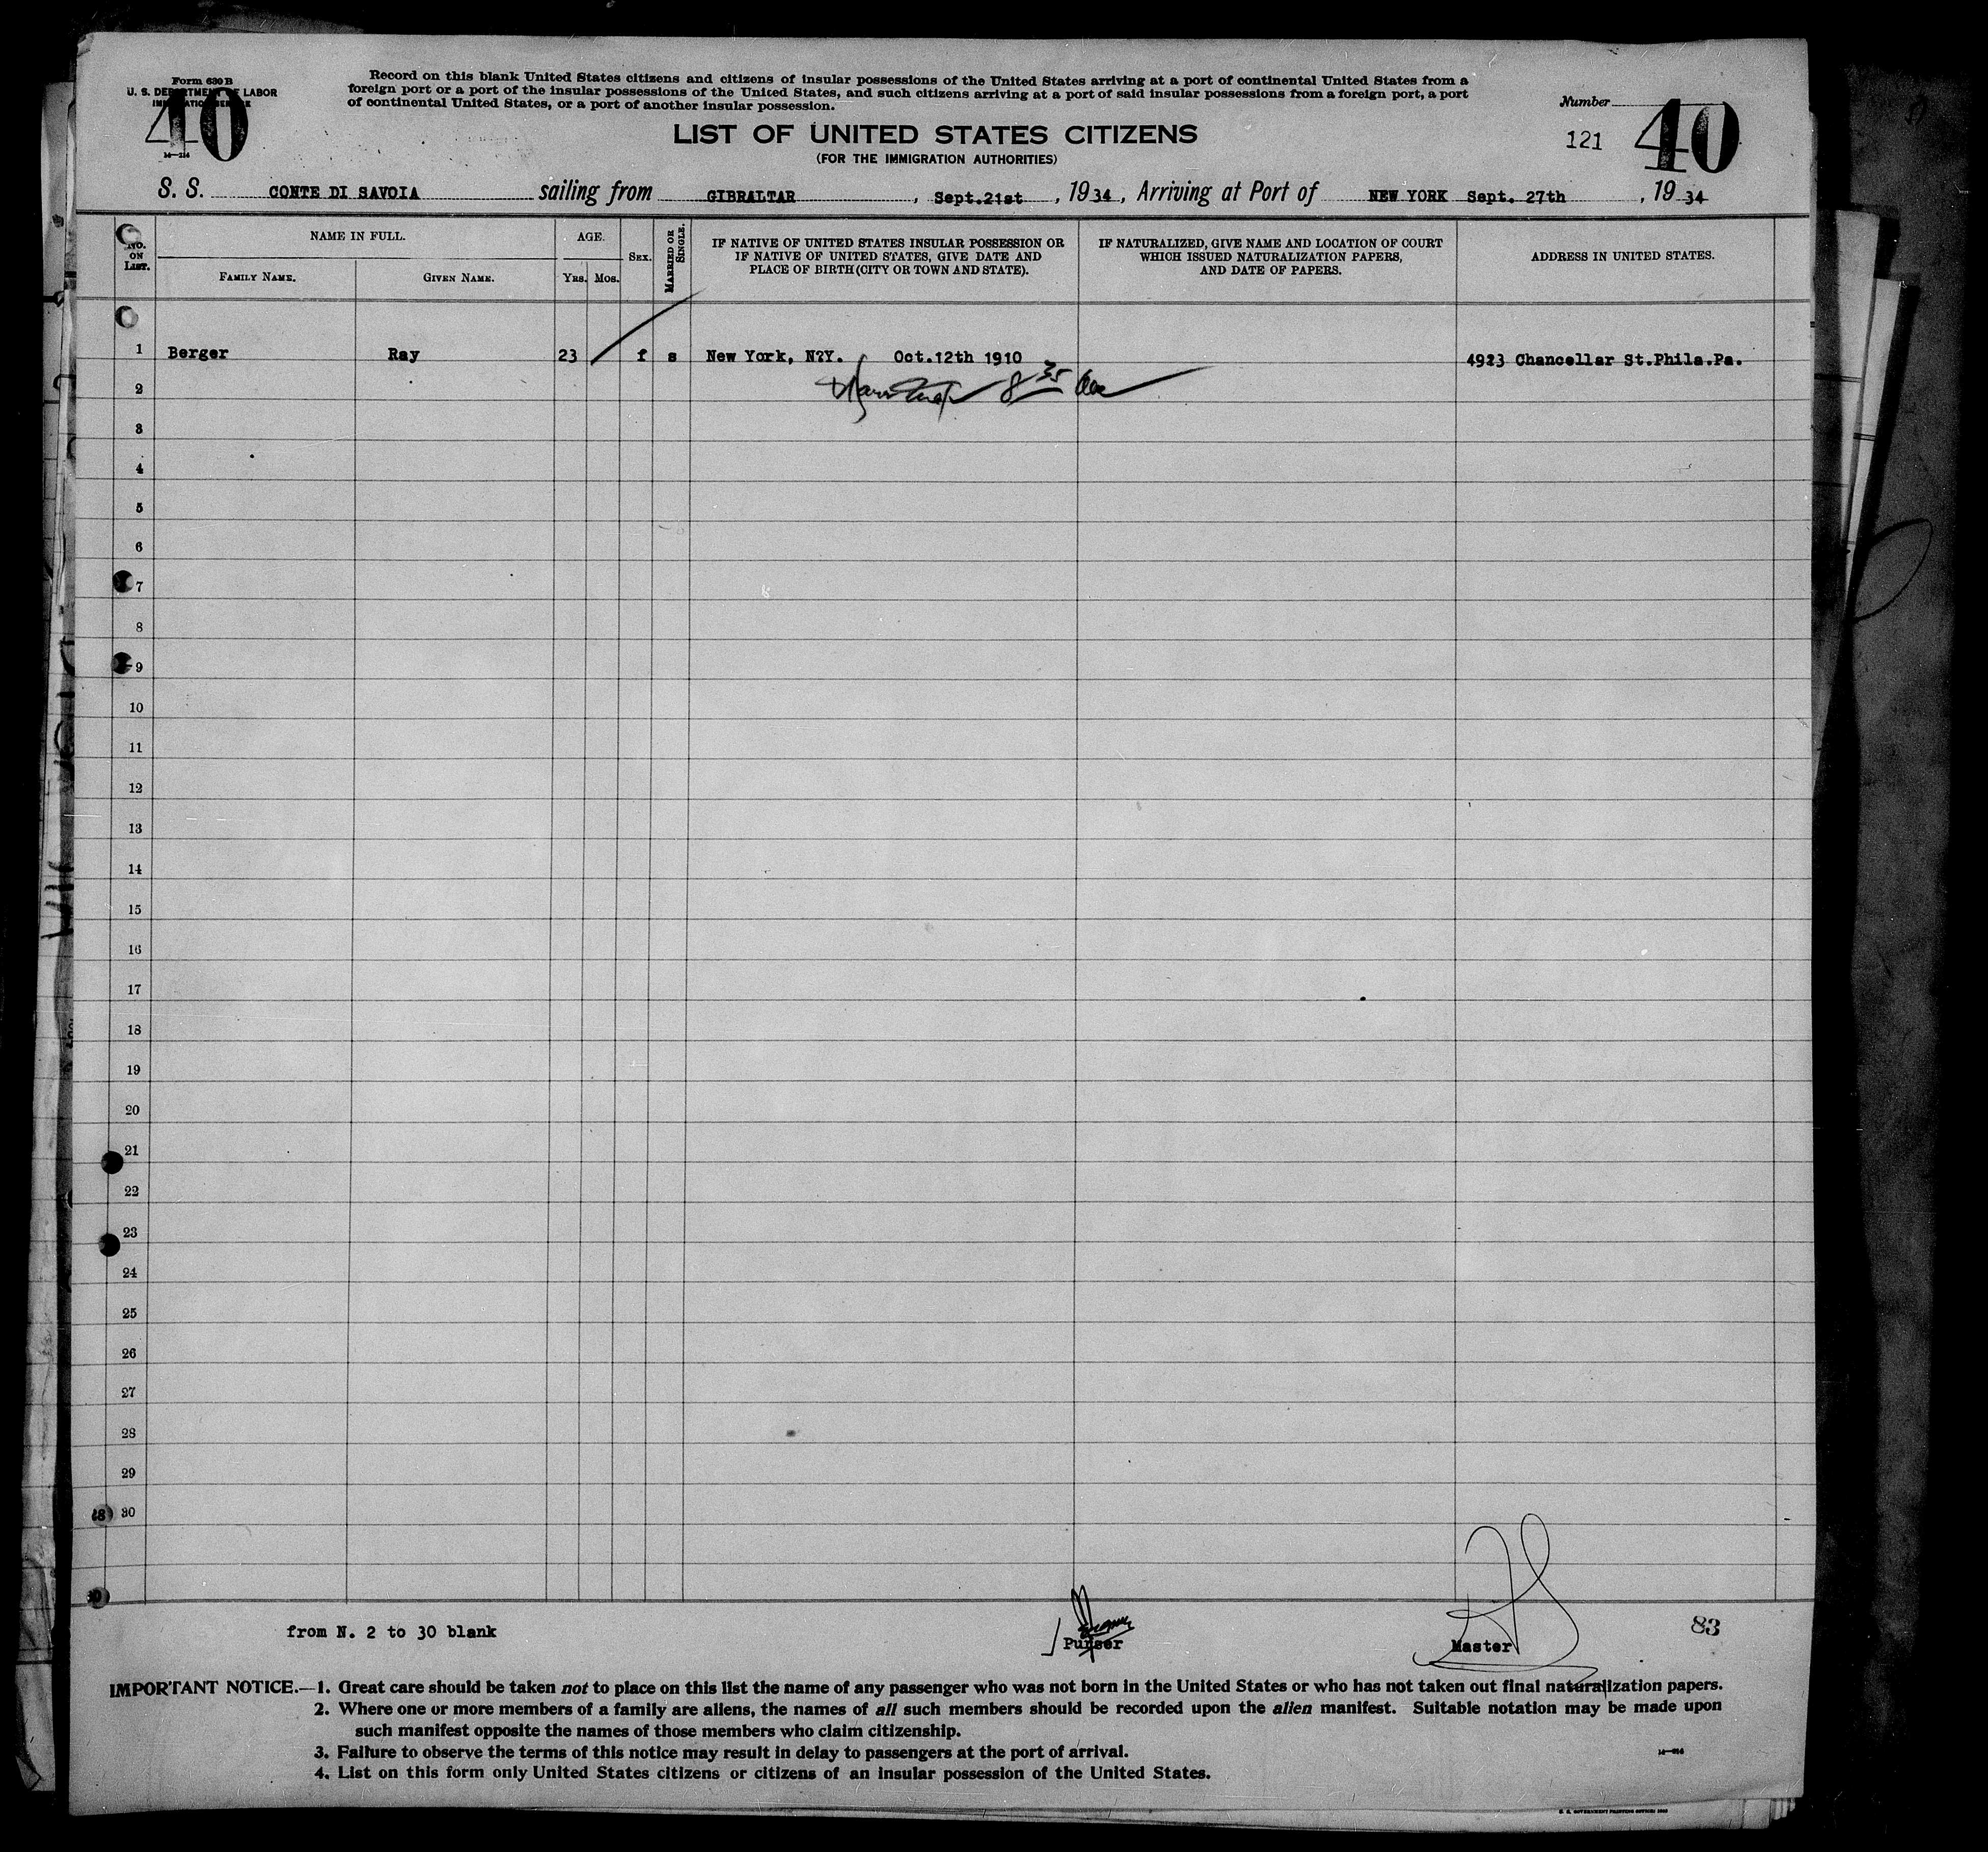 Form 630 B
U. S. DEPARTMENT OF LABOR
40
14—214
Record on this blank United States citizens and citizens of insular possessions of the United States arriving at a port of continental United States from a
foreign port or a port of the insular possessions of the United States, and such citizens arriving at a port of said insular possessions from a foreign port, a port
of continental United States, or a port of another insular possession.
Number
121
40
LIST OF UNITED STATES CITIZENS
(FOR THE IMMIGRATION AUTHORITIES)
S. S. CONTE DI SAVOIA sailing from GIBRALTAR, Sept.21st, 19 34, Arriving at Port of NEW YORK Sept. 27th, 19 34
NO. ON LIST.
NAME IN FULL.
FAMILY NAME.
GIVEN NAME.
AGE.
YRS. MOS.
SEX.
MARRIED OR SINGLE.
IF NATIVE OF UNITED STATES INSULAR POSSESSION OR
IF NATIVE OF UNITED STATES, GIVE DATE AND
PLACE OF BIRTH (CITY OR TOWN AND STATE).
IF NATURALIZED, GIVE NAME AND LOCATION OF COURT
WHICH ISSUED NATURALIZATION PAPERS,
AND DATE OF PAPERS.
ADDRESS IN UNITED STATES.
1 Berger Ray 23 f s New York, N?Y. Oct.12th 1910 4923 Chancellar St.Phila.Pa.
2 8 35
3
4
5
6
7
8
9
10
11
12
13
14
15
16
17
18
19
20
21
22
23
24
25
26
27
28
29
30
from N. 2 to 30 blank
Purser
Master
83
IMPORTANT NOTICE.—1. Great care should be taken not to place on this list the name of any passenger who was not born in the United States or who has not taken out final naturalization papers.
2. Where one or more members of a family are aliens, the names of all such members should be recorded upon the alien manifest. Suitable notation may be made upon
such manifest opposite the names of those members who claim citizenship.
3. Failure to observe the terms of this notice may result in delay to passengers at the port of arrival.
4. List on this form only United States citizens or citizens of an insular possession of the United States.